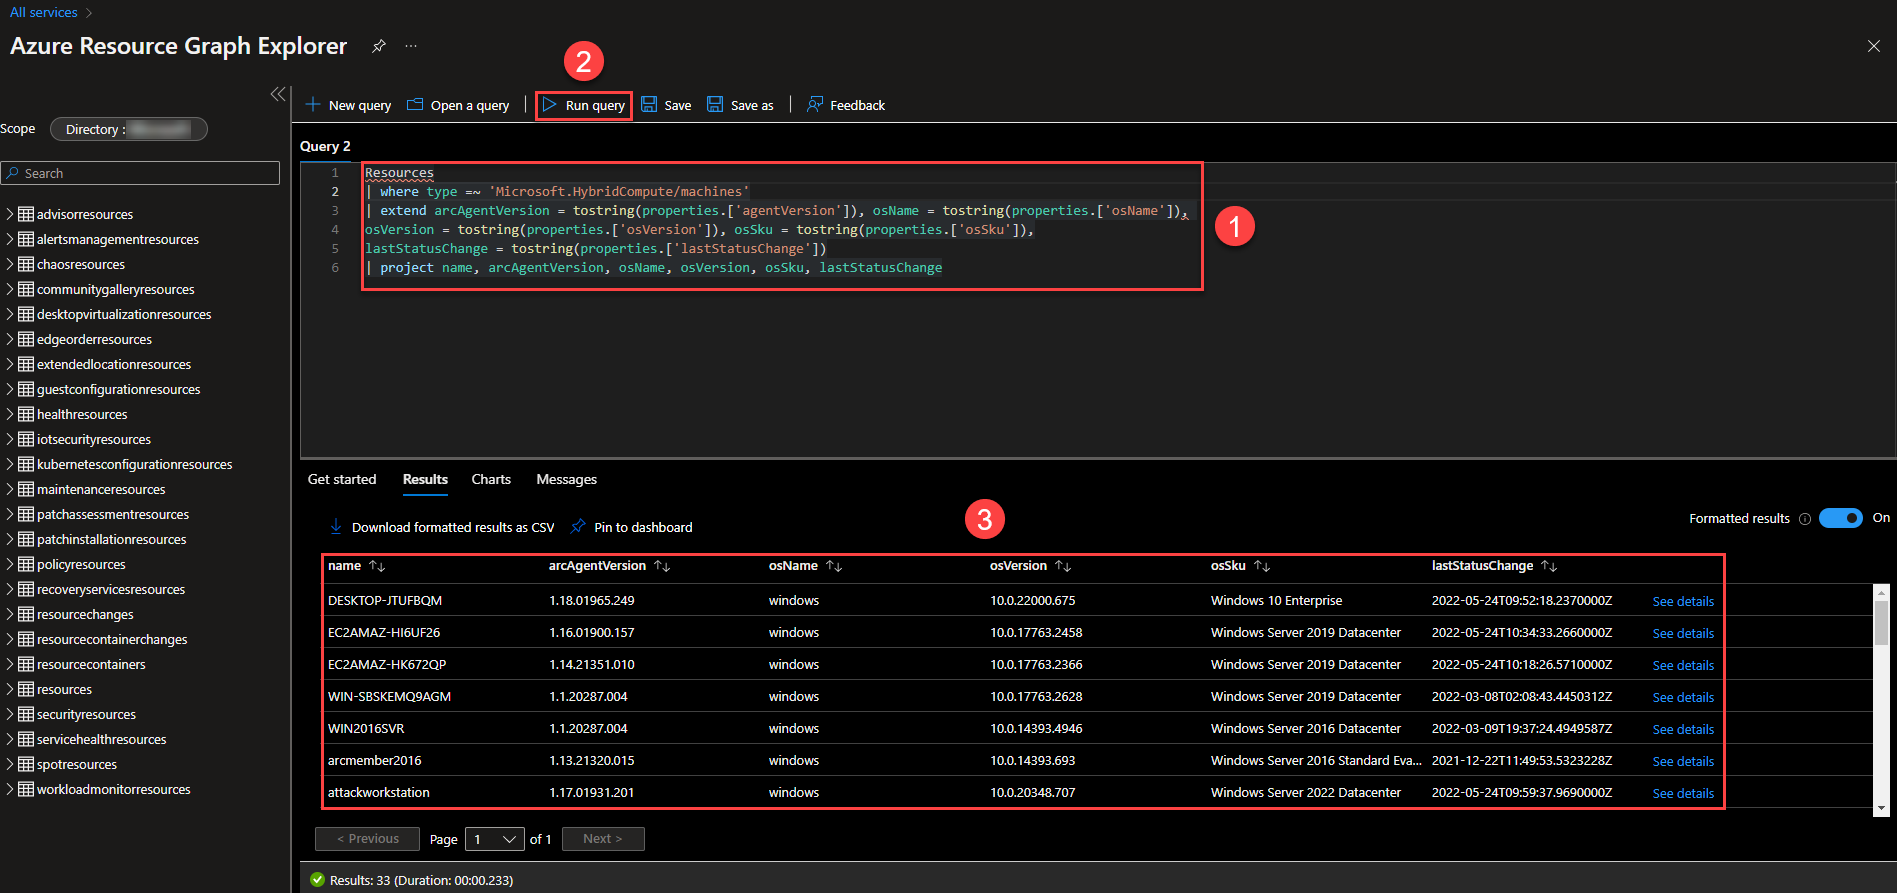 All services
Azure Resource Graph Explorer
2
New query
Open a query
Run query
Save
Save as
Feedback
Scope
Directory :
Search
advisorresources
alertsmanagementresources
chaosresources
communitygalleryresources
desktopvirtualizationresources
edgeorderresources
extendedlocationresources
guestconfigurationresources
healthresources
iotsecurityresources
kubernetesconfigurationresources
maintenanceresources
patchassessmentresources
patchinstallationresources
policyresources
recoveryservicesresources
resourcechanges
resourcecontainerchanges
resourcecontainers
resources
securityresources
servicehealthresources
spotresources
workloadmonitorresources
Query 2
1 Resources
2 | where type =~ 'Microsoft.HybridCompute/machines'
3 | extend arcAgentVersion = tostring(properties.['agentVersion']), osName = tostring(properties.['osName']),
4 osVersion = tostring(properties.['osVersion']), osSku = tostring(properties.['osSku']),
5 lastStatusChange = tostring(properties.['lastStatusChange'])
6 | project name, arcAgentVersion, osName, osVersion, osSku, lastStatusChange
1
Get started Results Charts Messages
Download formatted results as CSV Pin to dashboard
3
Formatted results On
name arcAgentVersion osName osVersion osSku lastStatusChange
DESKTOP-JTUFBQM 1.18.01965.249 windows 10.0.22000.675 Windows 10 Enterprise 2022-05-24T09:52:18.2370000Z See details
EC2AMAZ-HI6UF26 1.16.01900.157 windows 10.0.17763.2458 Windows Server 2019 Datacenter 2022-05-24T10:34:33.2660000Z See details
EC2AMAZ-HK672QP 1.14.21351.010 windows 10.0.17763.2366 Windows Server 2019 Datacenter 2022-05-24T10:18:26.5710000Z See details
WIN-SBSKEMQ9AGM 1.1.20287.004 windows 10.0.17763.2628 Windows Server 2019 Datacenter 2022-03-08T02:08:43.4450312Z See details
WIN2016SVR 1.1.20287.004 windows 10.0.14393.4946 Windows Server 2016 Datacenter 2022-03-09T19:37:24.4949587Z See details
arcmember2016 1.13.21320.015 windows 10.0.14393.693 Windows Server 2016 Standard Eva... 2021-12-22T11:49:53.5323228Z See details
attackworkstation 1.17.01931.201 windows 10.0.20348.707 Windows Server 2022 Datacenter 2022-05-24T09:59:37.9690000Z See details
< Previous Page 1 of 1 Next >
Results: 33 (Duration: 00:00.233)